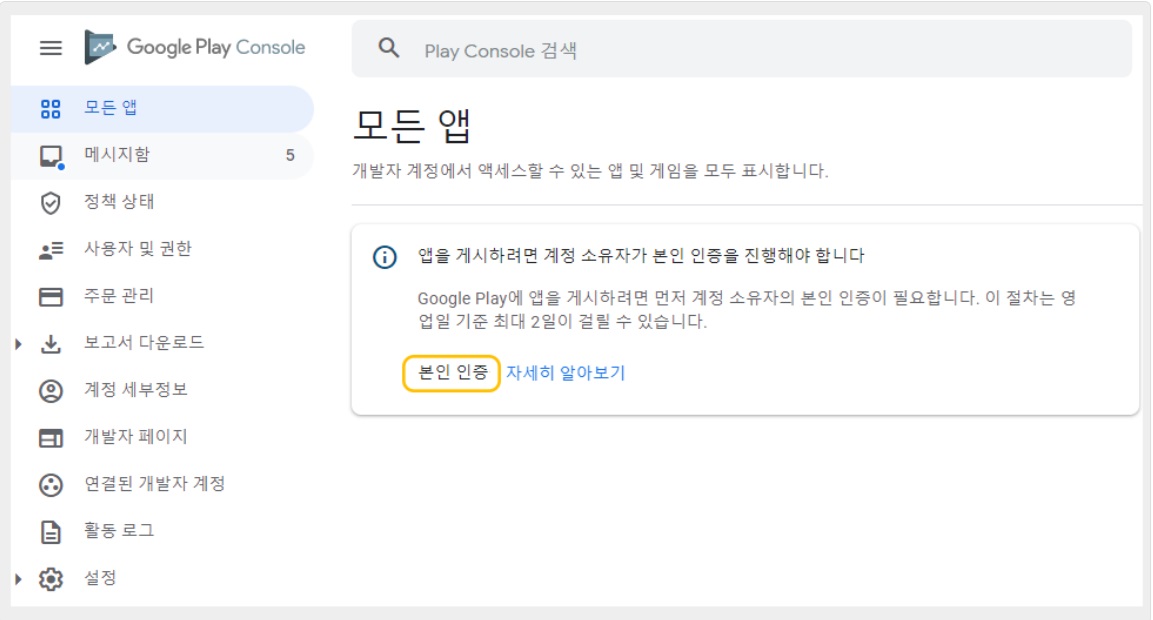 Google Play Console
Play Console 검색
모든 앱
메시지함 5
정책 상태
사용자 및 권한
주문 관리
보고서 다운로드
계정 세부정보
개발자 페이지
연결된 개발자 계정
활동 로그
설정
모든 앱
개발자 계정에서 액세스할 수 있는 앱 및 게임을 모두 표시합니다.
앱을 게시하려면 계정 소유자가 본인 인증을 진행해야 합니다
Google Play에 앱을 게시하려면 먼저 계정 소유자의 본인 인증이 필요합니다. 이 절차는 영
업일 기준 최대 2일이 걸릴 수 있습니다.
본인 인증 자세히 알아보기